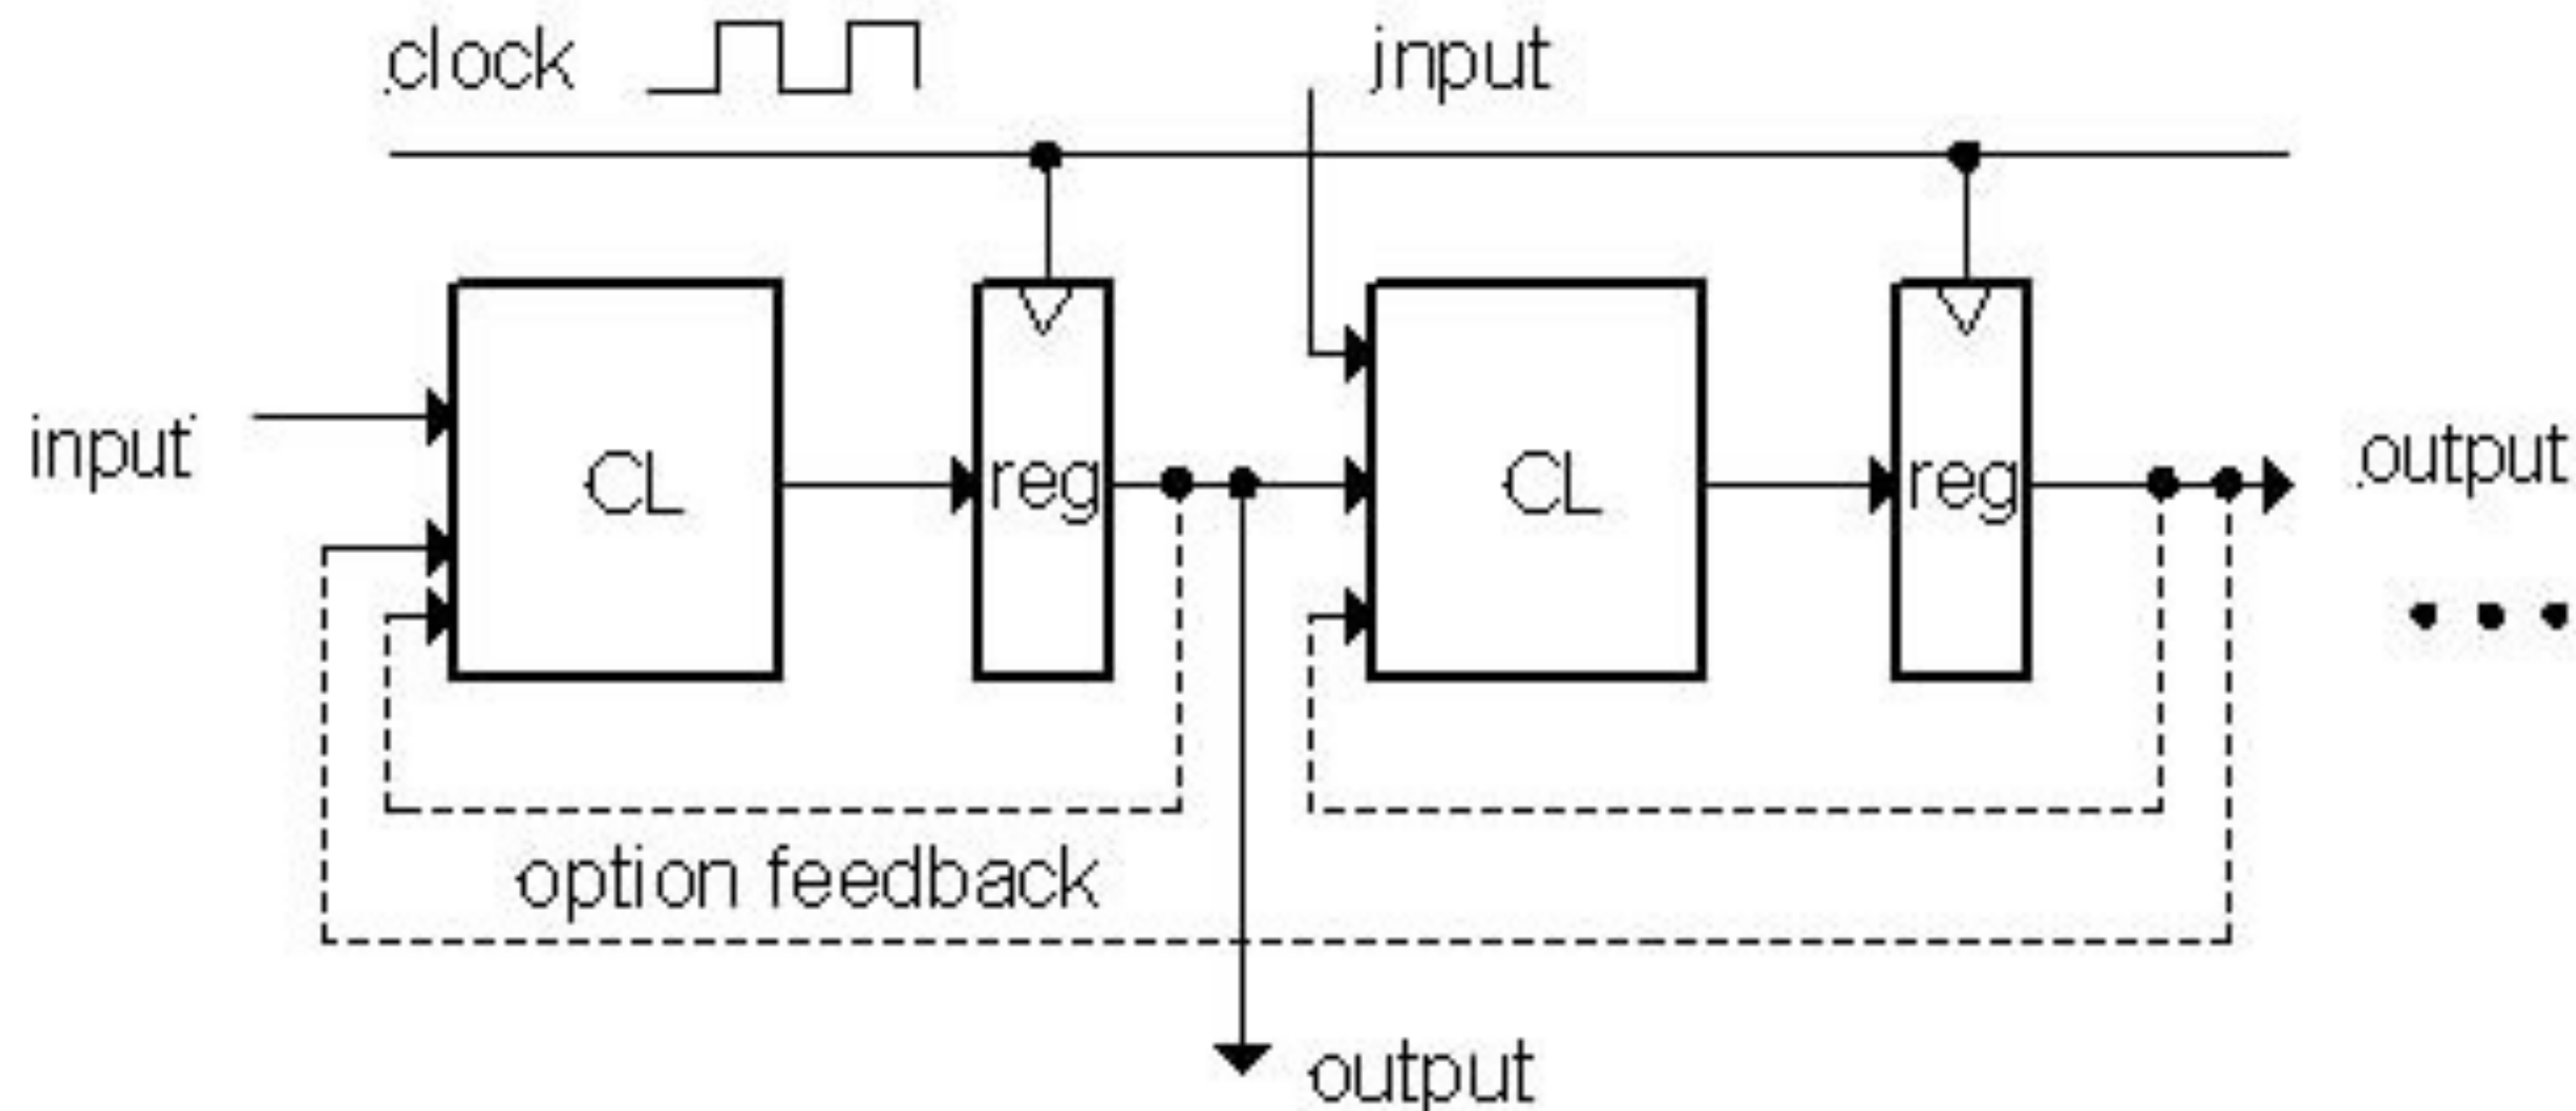 clock
input
input
CL
reg
CL
reg
output
option feedback
output